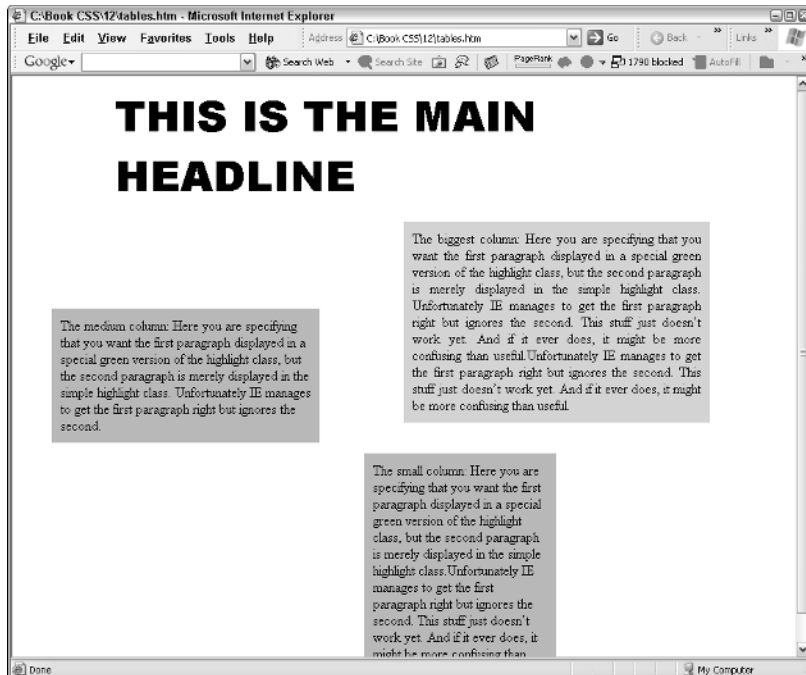 C:\Book CSS\12\tables.htm - Microsoft Internet Explorer
File Edit View Favorites Tools Help Address C:\Book CSS\12\tables.htm Go Back » Links »
Google Search Web Search Site PageRank 1790 blocked AutoFill »
THIS IS THE MAIN
HEADLINE
The biggest column: Here you are specifying that you
want the first paragraph displayed in a special green
version of the highlight class, but the second paragraph
is merely displayed in the simple highlight class.
Unfortunately IE manages to get the first paragraph
right but ignores the second. This stuff just doesn't
work yet. And if it ever does, it might be more
confusing than useful.Unfortunately IE manages to get
the first paragraph right but ignores the second. This
stuff just doesn't work yet. And if it ever does, it might
be more confusing than useful.
The medium column: Here you are specifying
that you want the first paragraph displayed in a
special green version of the highlight class, but
the second paragraph is merely displayed in the
simple highlight class. Unfortunately IE manages
to get the first paragraph right but ignores the
second.
The small column: Here you are
specifying that you want the first
paragraph displayed in a special
green version of the highlight
class, but the second paragraph
is merely displayed in the simple
highlight class.Unfortunately IE
manages to get the first
paragraph right but ignores the
second. This stuff just doesn't
work yet. And if it ever does, it
might be more confusing than
Done My Computer